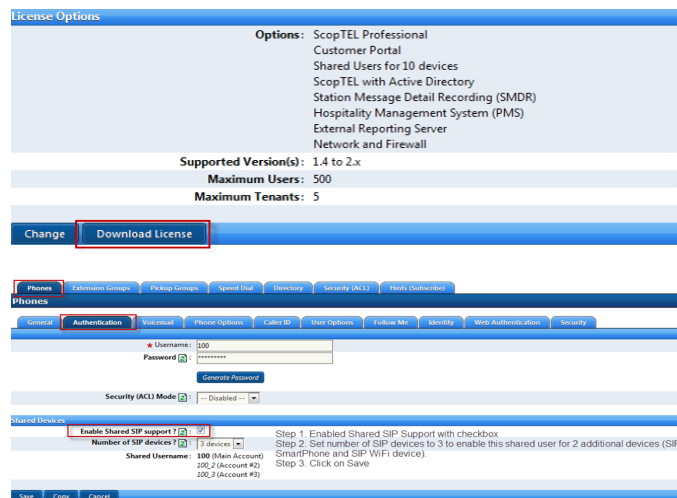 License Options
Options: ScopTEL Professional
Customer Portal
Shared Users for 10 devices
ScopTEL with Active Directory
Station Message Detail Recording (SMDR)
Hospitality Management System (PMS)
External Reporting Server
Network and Firewall
Supported Version(s): 1.4 to 2.x
Maximum Users: 500
Maximum Tenants: 5
Change Download License
Phones Extension Groups Pickup Groups Speed Dial Directory Security (ACL) Hints (Subscribe)
Phones
General Authentication Voicemail Phone Options Caller ID User Options Follow Me Identity Web Authentication Security
* Username: 100
Password : *********
Generate Password
Security (ACL) Mode : -- Disabled --
Shared Devices
Enable Shared SIP support ? :
Number of SIP devices ? : 3 devices
Shared Username: 100 (Main Account)
100_2 (Account #2)
100_3 (Account #3)
Step 1. Enabled Shared SIP Support with checkbox
Step 2. Set number of SIP devices to 3 to enable this shared user for 2 additional devices (SIP
SmartPhone and SIP WiFi device).
Step 3. Click on Save
Save Copy Cancel